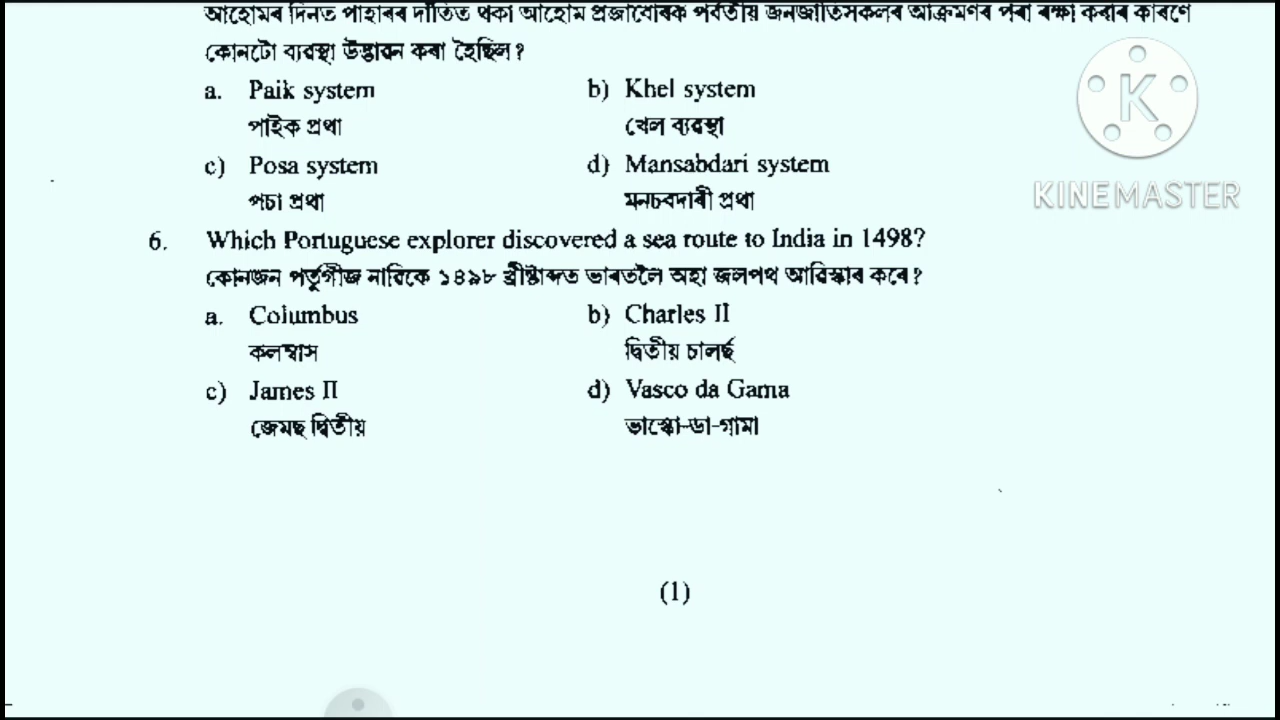 আহোমৰ দিনত পাহাৰৰ দাঁতিত থকা আহোম প্ৰজাবোৰক পৰ্বতীয় জনজাতিসকলৰ আক্ৰমণৰ পৰা ৰক্ষা কৰাৰ কাৰণে
কোনটো ব্যৱস্থা উদ্ভাৱন কৰা হৈছিল?
a. Paik system b) Khel system
পাইক প্ৰথা খেল ব্যৱস্থা
c) Posa system d) Mansabdari system
পচা প্ৰথা মনচবদাৰী প্ৰথা
KINEMASTER
6. Which Portuguese explorer discovered a sea route to India in 1498?
কোনজন পৰ্তুগীজ নাৱিকে ১৪৯৮ খ্ৰীষ্টাব্দত ভাৰতলৈ অহা জলপথ আৱিস্কাৰ কৰে?
a. Columbus b) Charles II
কলম্বাস দ্বিতীয় চাৰ্লছ
c) James II d) Vasco da Gama
জেমছ দ্বিতীয় ভাস্কো-ডা-গামা
(1)